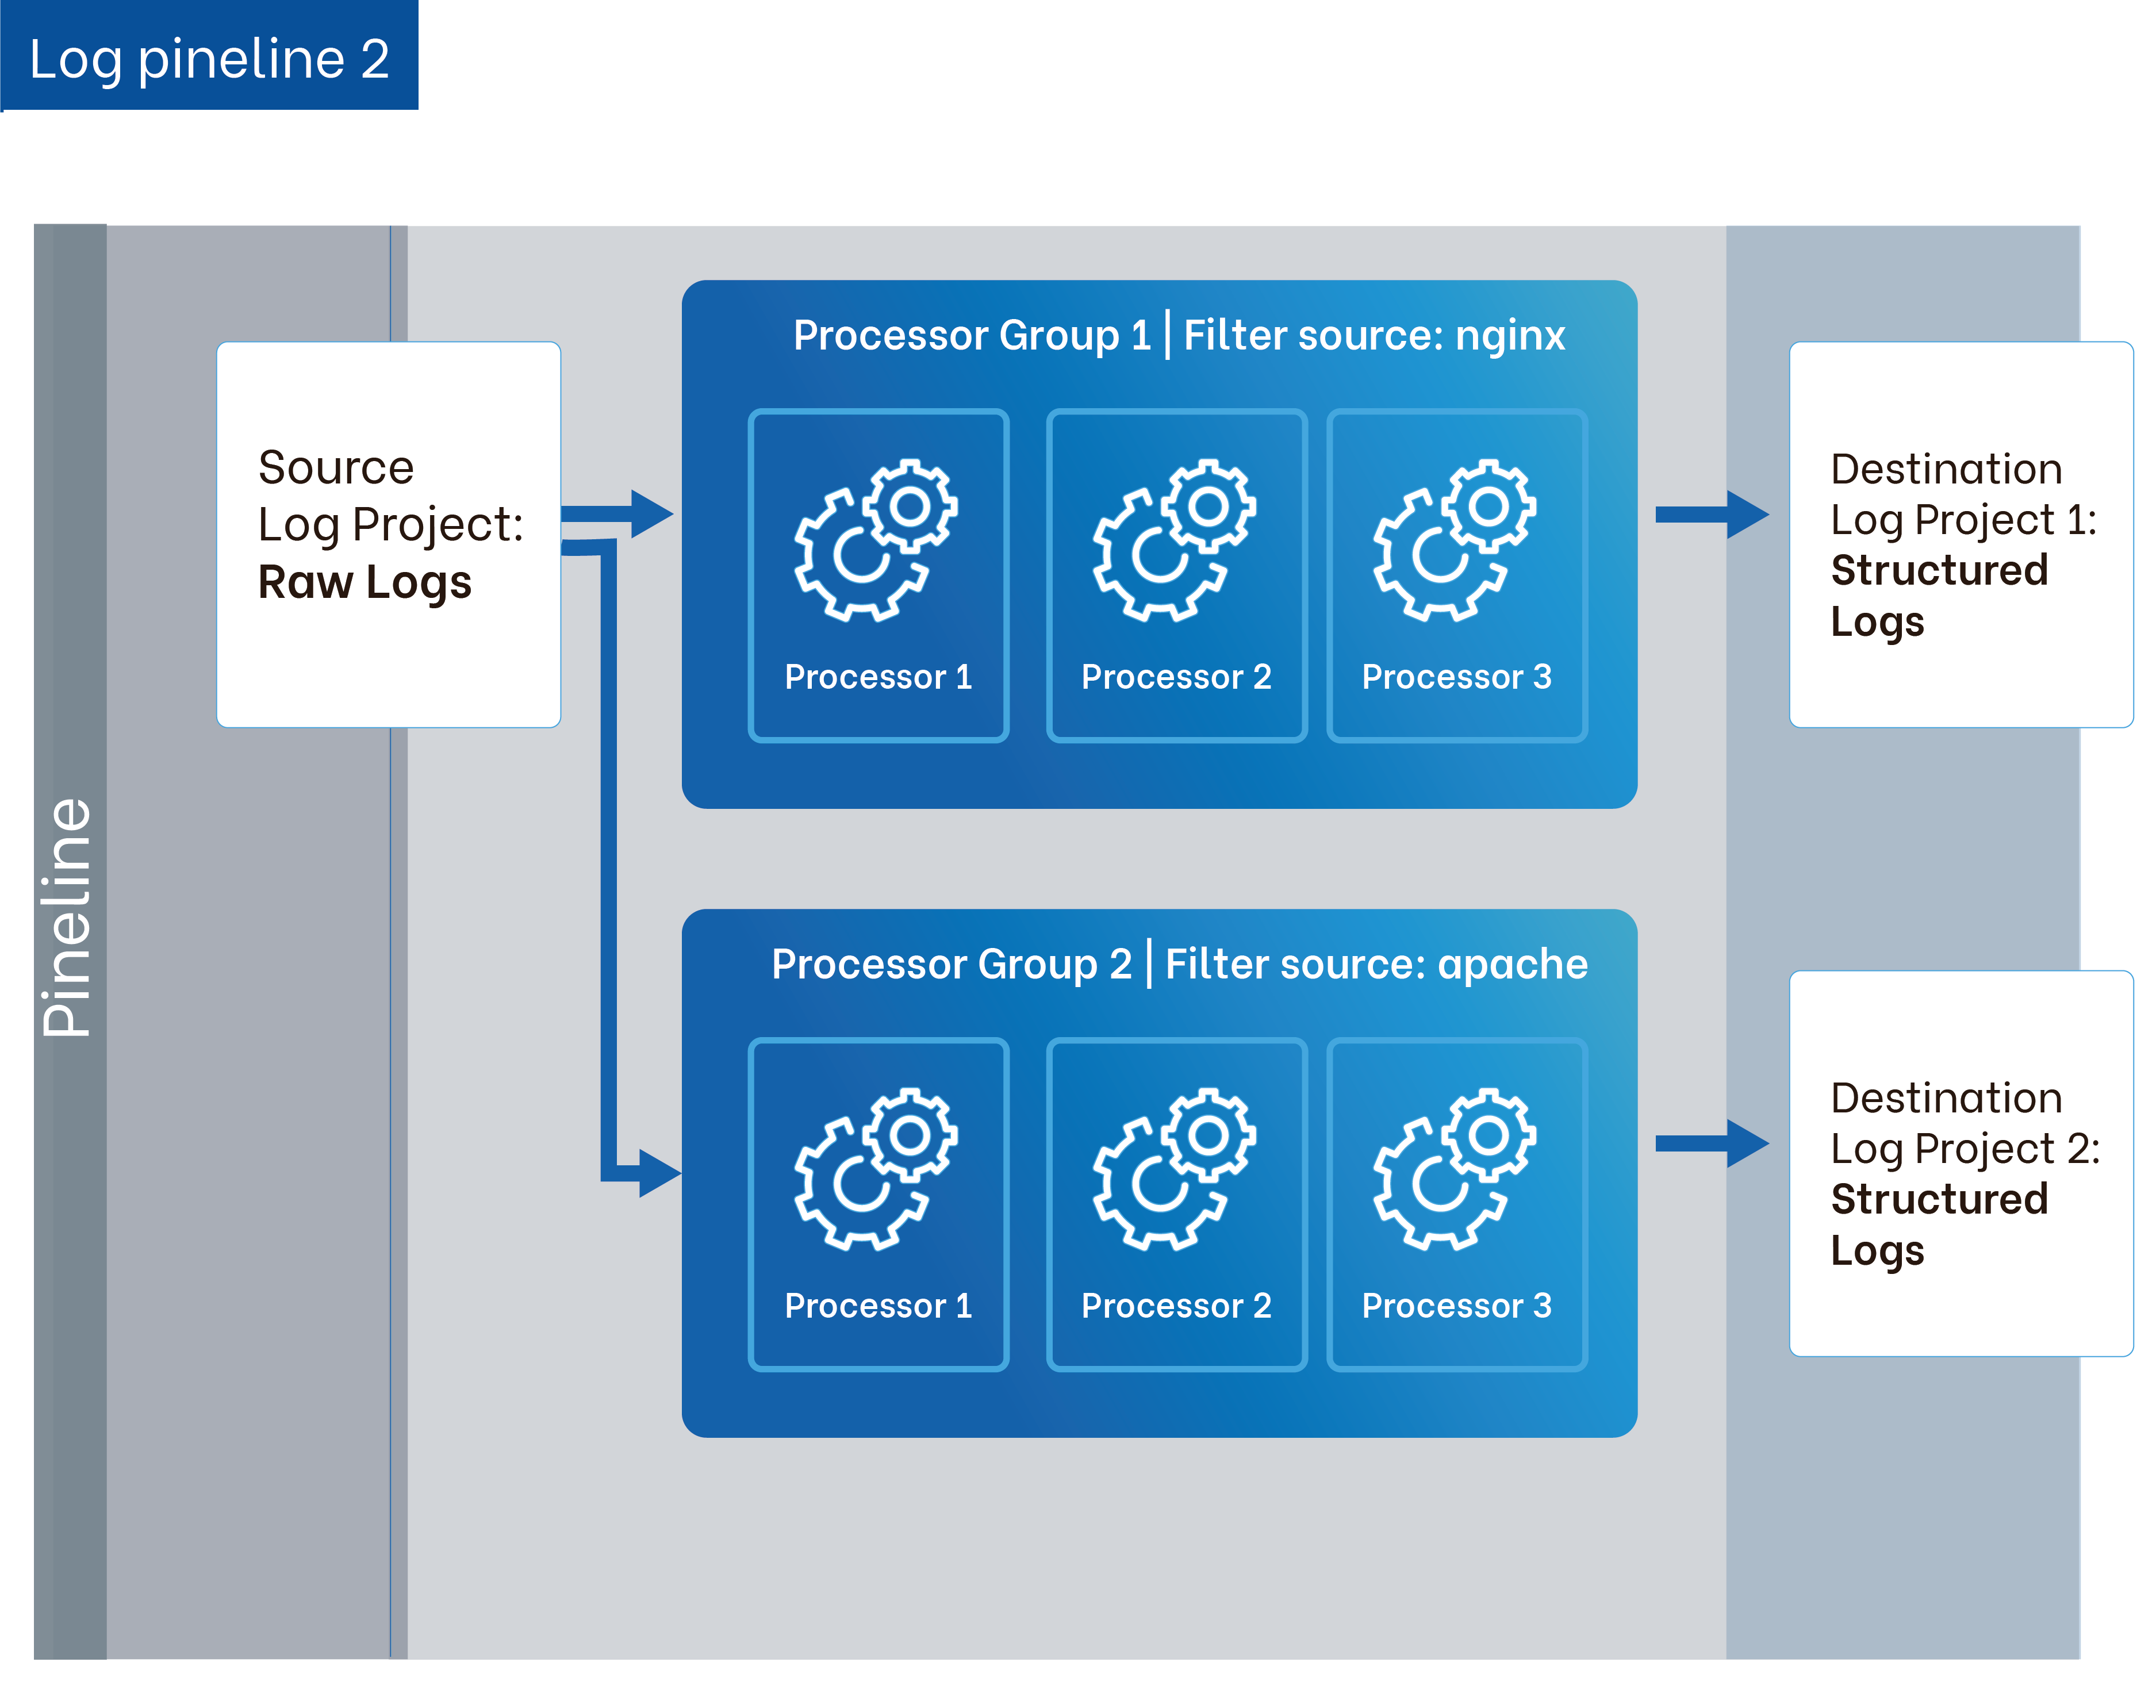 Log pineline 2
Pineline
Source
Log Project:
Raw Logs
Processor Group 1 | Filter source: nginx
Processor 1
Processor 2
Processor 3
Destination
Log Project 1:
Structured
Logs
Processor Group 2 | Filter source: apache
Processor 1
Processor 2
Processor 3
Destination
Log Project 2:
Structured
Logs